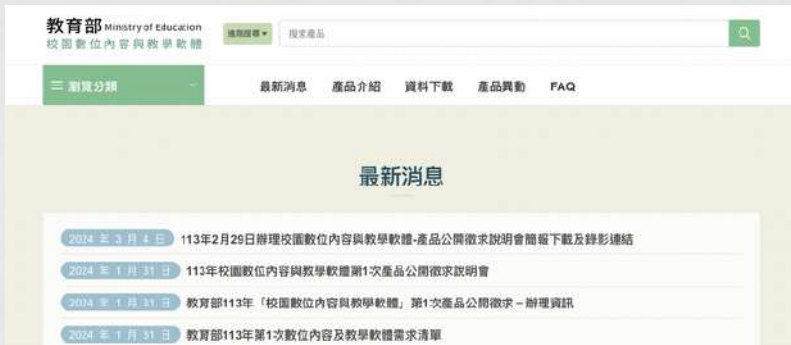 教育部 Ministry of Education
校園數位內容與教學軟體
進階搜尋 搜索產品
瀏覽分類 最新消息 產品介紹 資料下載 產品異動 FAQ
最新消息
2024 年 3 月 4 日 113年2月29日辦理校園數位內容與教學軟體-產品公開徵求說明會簡報下載及錄影連結
2024 年 1 月 31 日 113年校園數位內容與教學軟體第1次產品公開徵求說明會
2024 年 1 月 31 日 教育部113年「校園數位內容與教學軟體」第1次產品公開徵求 – 辦理資訊
2024 年 1 月 31 日 教育部113年第1次數位內容及教學軟體需求清單